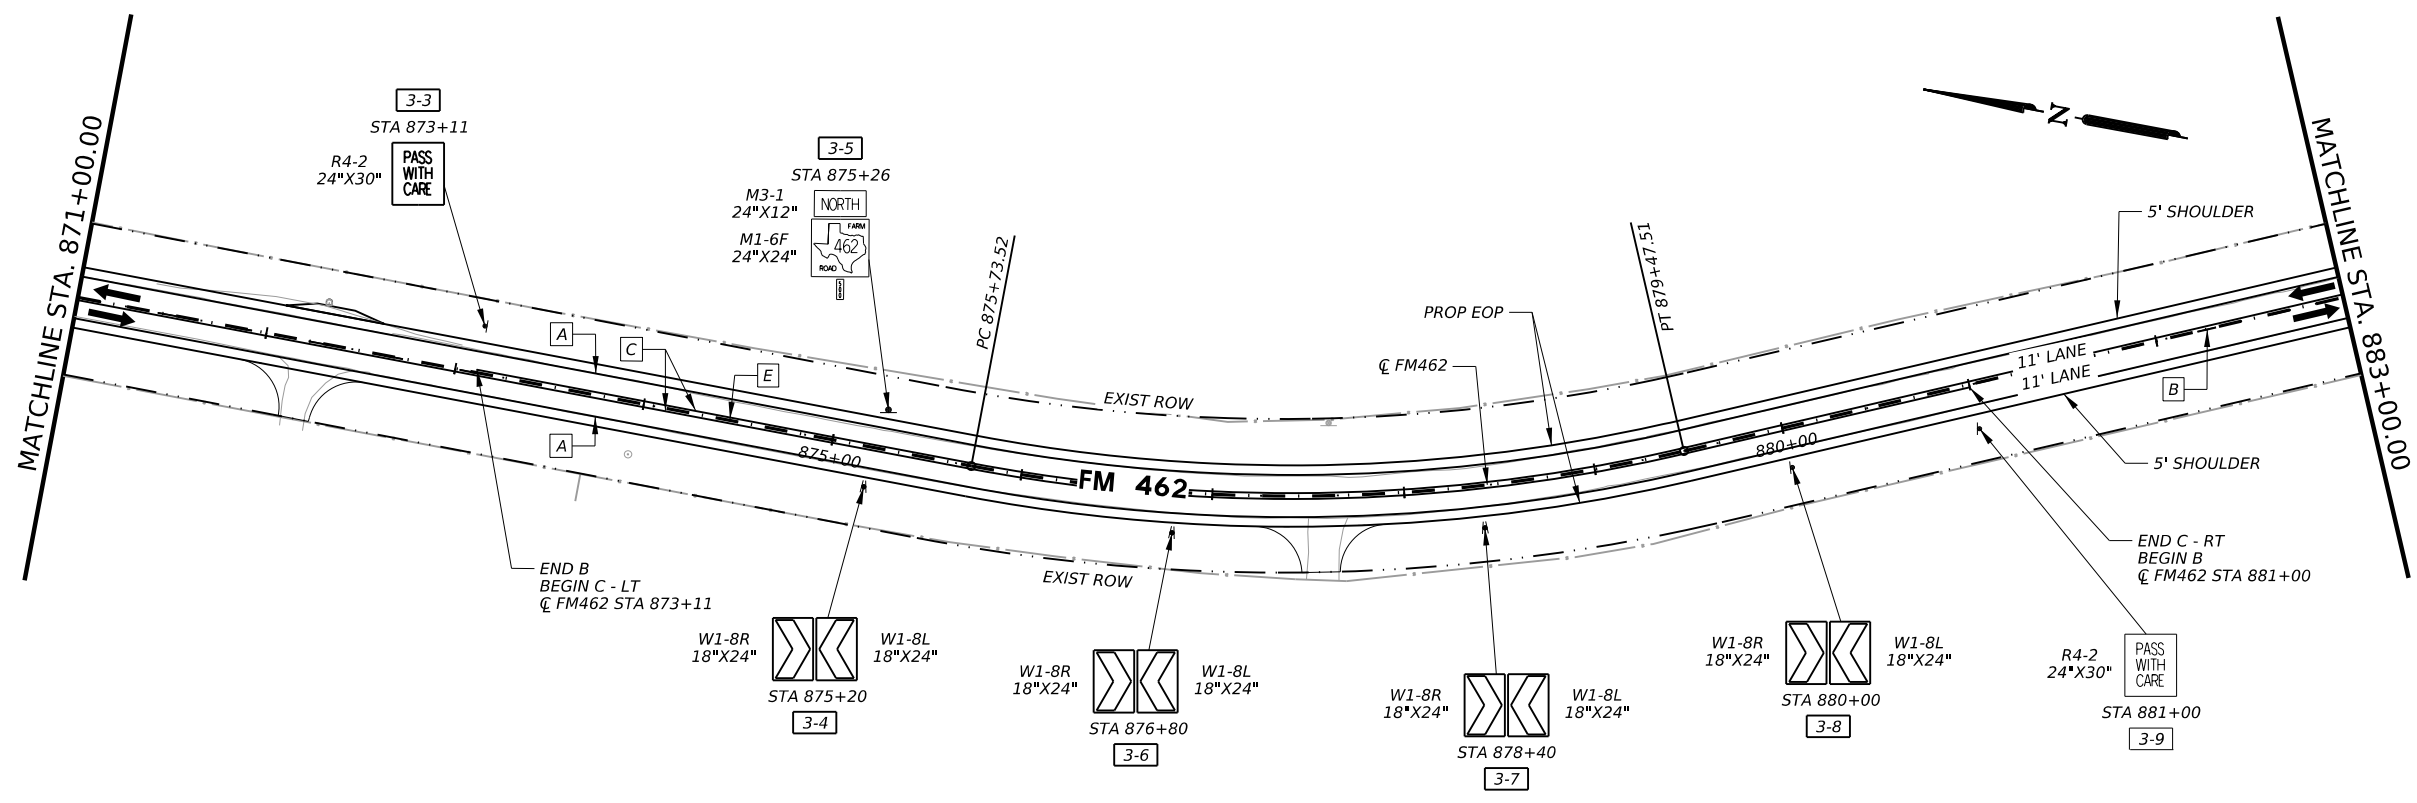 MATCHLINE STA. 871+00.00
3-3
STA 873+11
R4-2
24"X30"
PASS
WITH
CARE
3-5
STA 875+26
M3-1
24"X12"
NORTH
M1-6F
24"X24"
FARM
462
ROAD
PC 875+73.52
PT 879+47.51
N
5' SHOULDER
MATCHLINE STA. 883+00.00
A
C
E
A
875+00
FM 462
EXIST ROW
EXIST ROW
PROP EOP
℄ FM462
880+00
11' LANE
11' LANE
B
5' SHOULDER
END B
BEGIN C - LT
℄ FM462 STA 873+11
END C - RT
BEGIN B
℄ FM462 STA 881+00
W1-8R
18"X24"
W1-8L
18"X24"
STA 875+20
3-4
W1-8R
18"X24"
W1-8L
18"X24"
STA 876+80
3-6
W1-8R
18"X24"
W1-8L
18"X24"
STA 878+40
3-7
W1-8R
18"X24"
W1-8L
18"X24"
STA 880+00
3-8
R4-2
24"X30"
PASS
WITH
CARE
STA 881+00
3-9